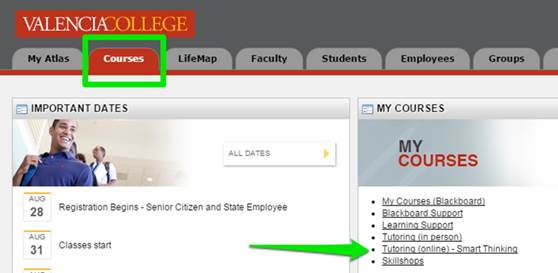 VALENCIACOLLEGE
My Atlas Courses LifeMap Faculty Students Employees Groups
IMPORTANT DATES
ALL DATES
AUG
28 Registration Begins - Senior Citizen and State Employee
AUG
31 Classes start
MY COURSES
MY
COURSES
My Courses (Blackboard)
Blackboard Support
Learning Support
Tutoring (in person)
Tutoring (online) - Smart Thinking
Skillshops